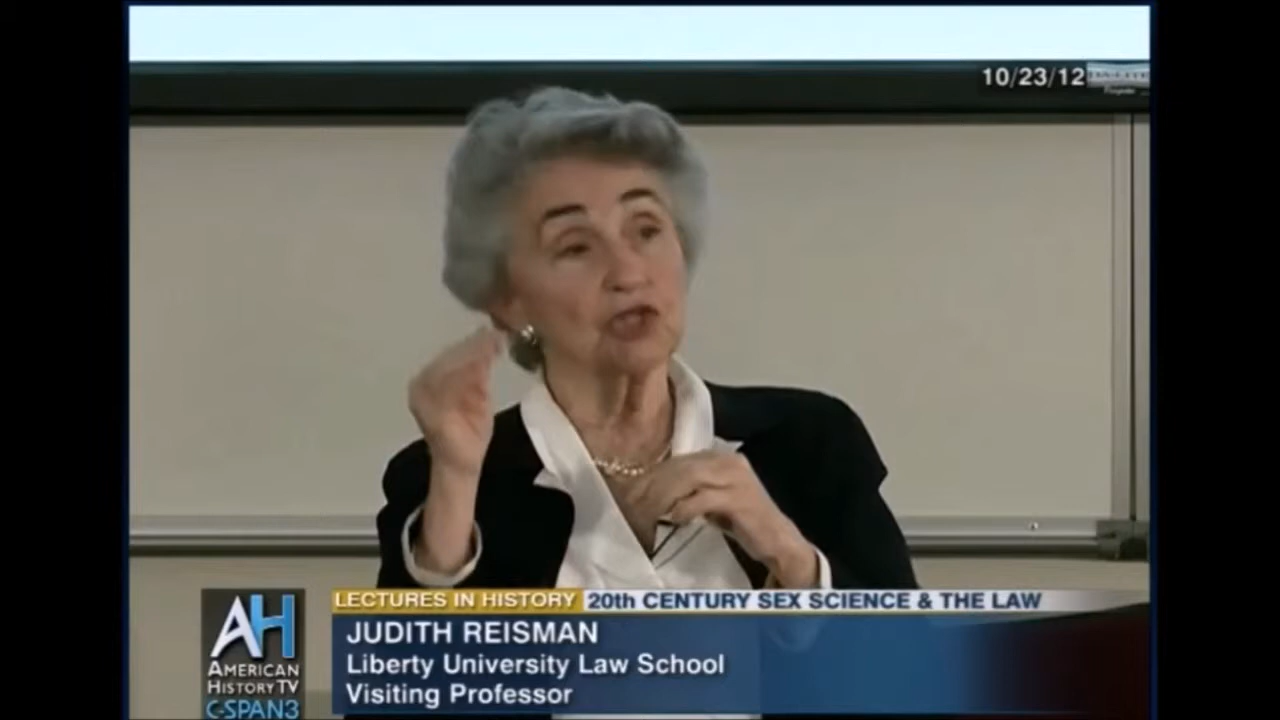 10/23/12
LECTURES IN HISTORY 20th CENTURY SEX SCIENCE & THE LAW
AH
AMERICAN
HISTORY TV
C-SPAN3
JUDITH REISMAN
Liberty University Law School
Visiting Professor